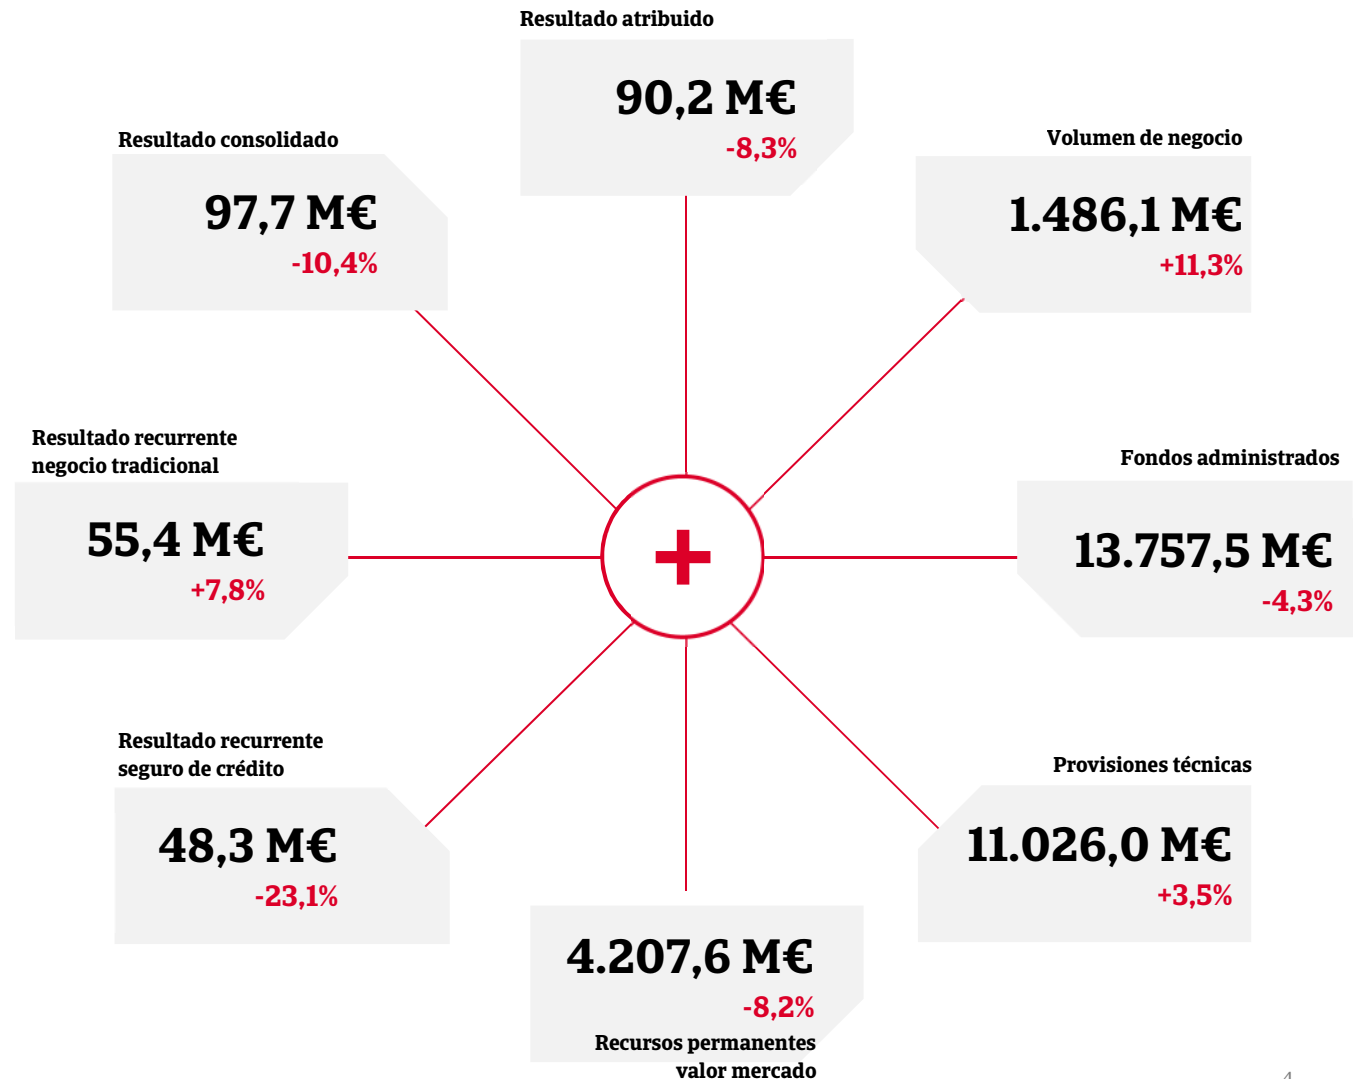 Resultado atribuido
90,2 M€
-8,3%
Resultado consolidado
97,7 M€
-10,4%
Volumen de negocio
1.486,1 M€
+11,3%
Resultado recurrente
negocio tradicional
55,4 M€
+7,8%
Fondos administrados
13.757,5 M€
-4,3%
Resultado recurrente
seguro de crédito
48,3 M€
-23,1%
Provisiones técnicas
11.026,0 M€
+3,5%
4.207,6 M€
-8,2%
Recursos permanentes
valor mercado
4